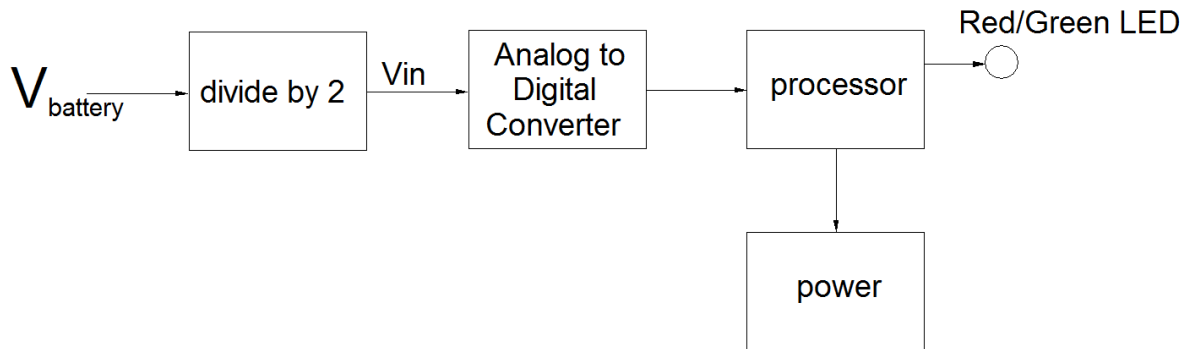 Red/Green LED
V battery
divide by 2
Vin
Analog to
Digital
Converter
processor
power